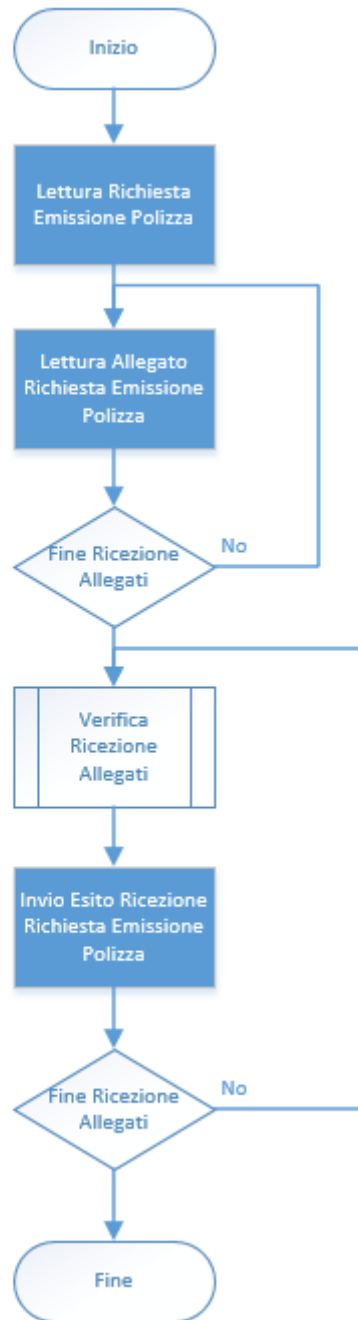 Inizio
Lettura Richiesta
Emissione Polizza
Lettura Allegato
Richiesta Emissione
Polizza
Fine Ricezione
Allegati
No
Verifica
Ricezione
Allegati
Invio Esito Ricezione
Richiesta Emissione
Polizza
Fine Ricezione
Allegati
No
Fine